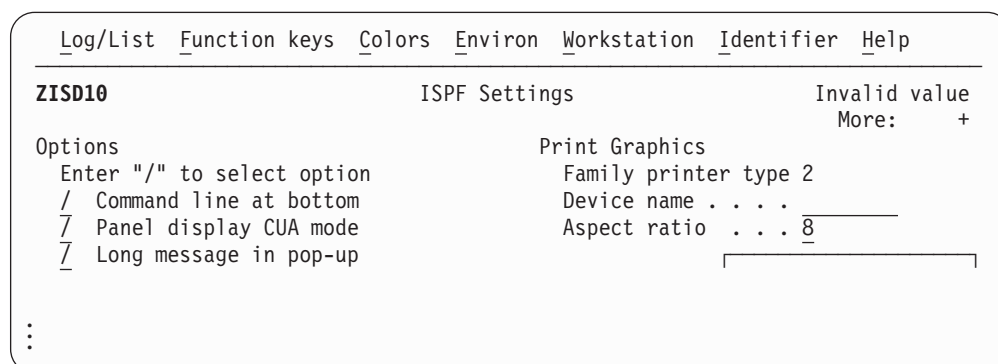 Log/List Function keys Colors Environ Workstation Identifier Help
ZISD10 ISPF Settings Invalid value
More: +
Options Print Graphics
Enter "/" to select option Family printer type 2
/ Command line at bottom Device name . . . .
/ Panel display CUA mode Aspect ratio . . . 8
/ Long message in pop-up